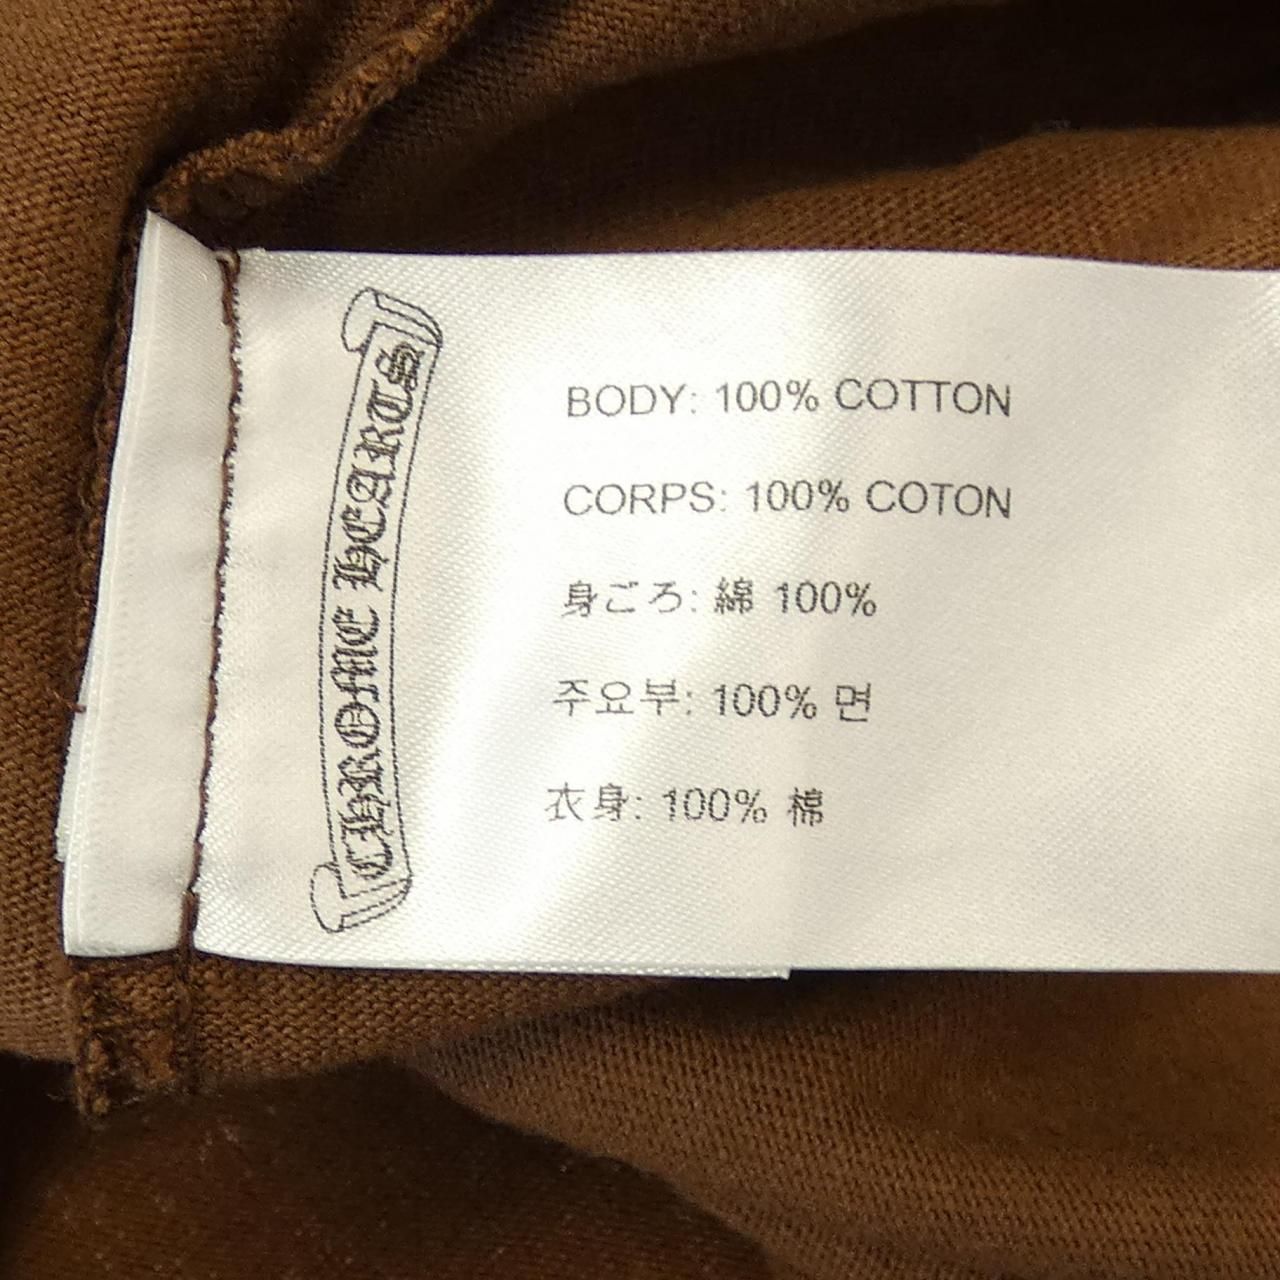 CHROME HEARTS
BODY: 100% COTTON
CORPS: 100% COTON
身ごろ: 綿 100%
주요부: 100% 면
衣身: 100% 棉